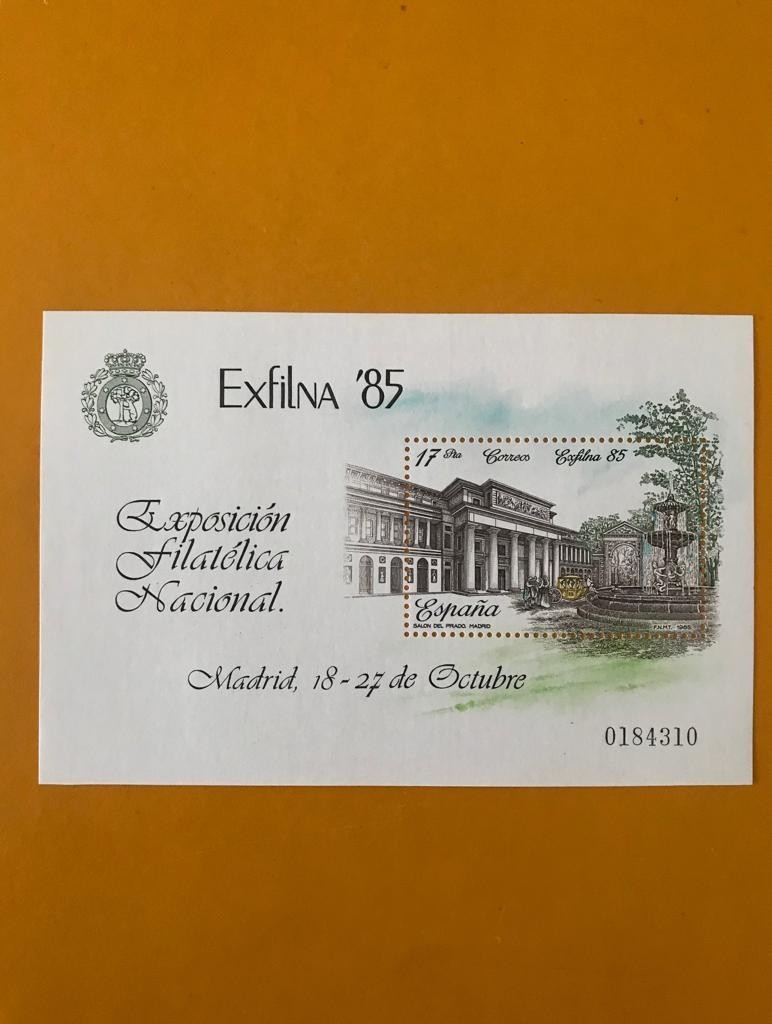 Exfilna '85
17 Pta Correos Exfilna 85
Exposición
Filatélica
Nacional.
España
SALON DEL PRADO. MADRID
F.N.M.T. 1985
Madrid, 18-27 de Octubre
0184310